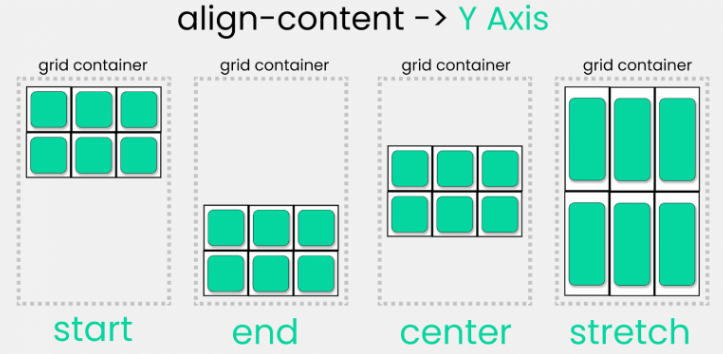 align-content -> Y Axis
grid container grid container grid container grid container
start end center stretch